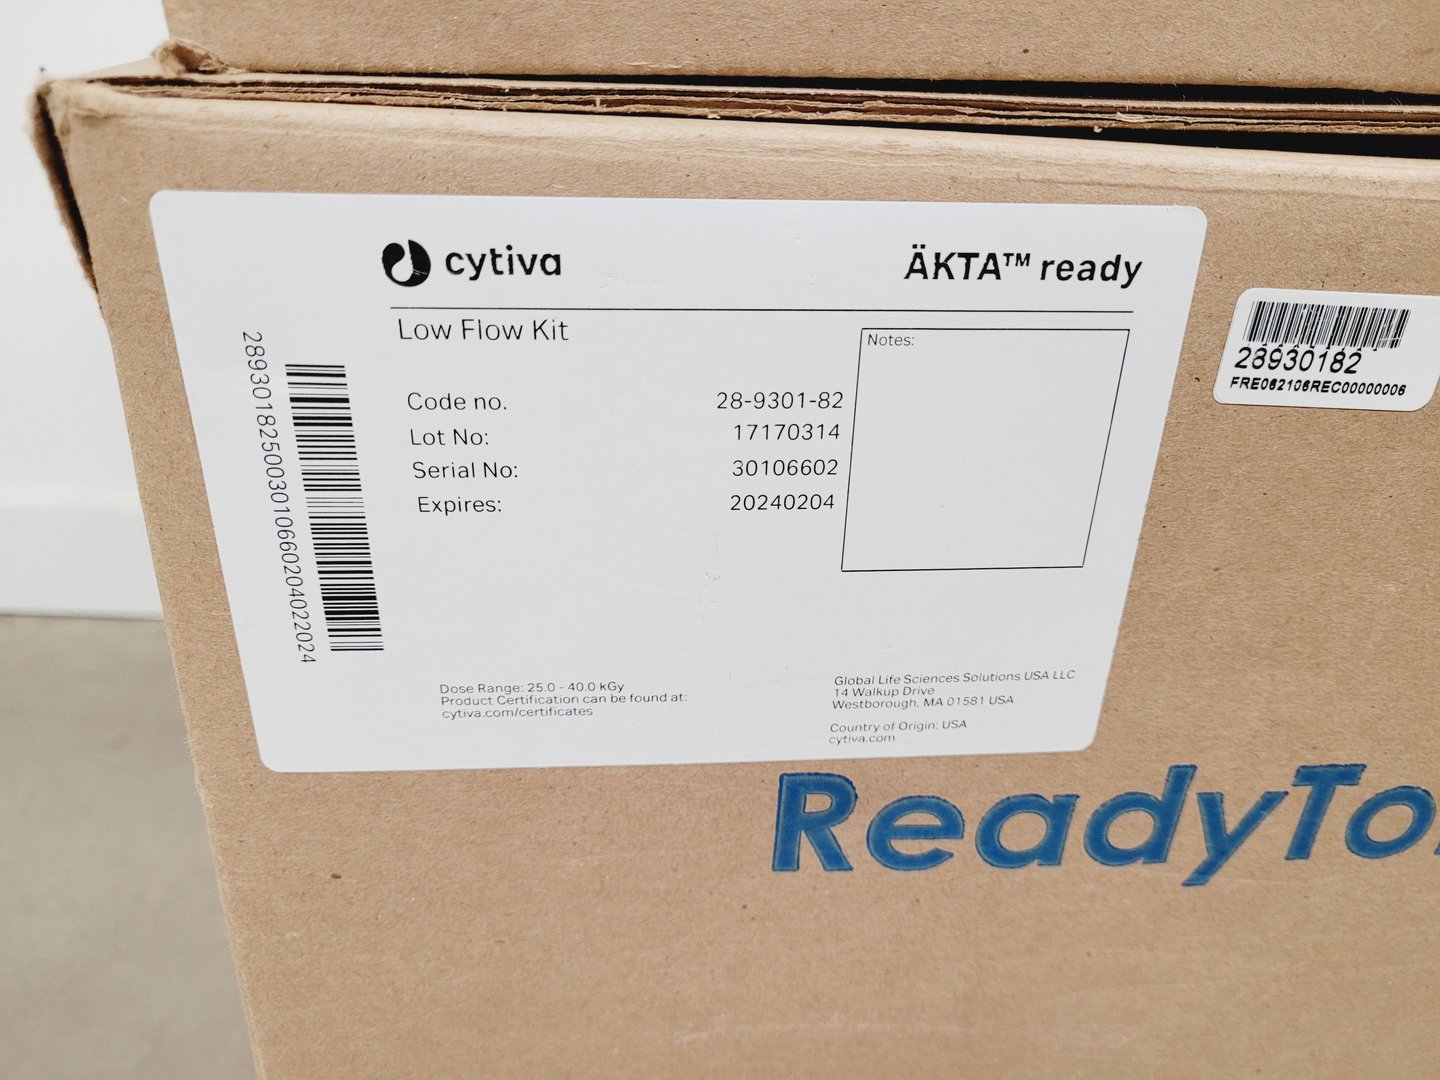 cytiva
ÄKTA™ ready
Low Flow Kit
Notes:
Code no. 28-9301-82
Lot No: 17170314
Serial No: 30106602
Expires: 20240204
289301825003010660204022024
Dose Range: 25.0 - 40.0 kGy
Product Certification can be found at:
cytiva.com/certificates
Global Life Sciences Solutions USA LLC
14 Walkup Drive
Westborough, MA 01581 USA
Country of Origin: USA
cytiva.com
28930182
FRE062106REC00000006
ReadyTo